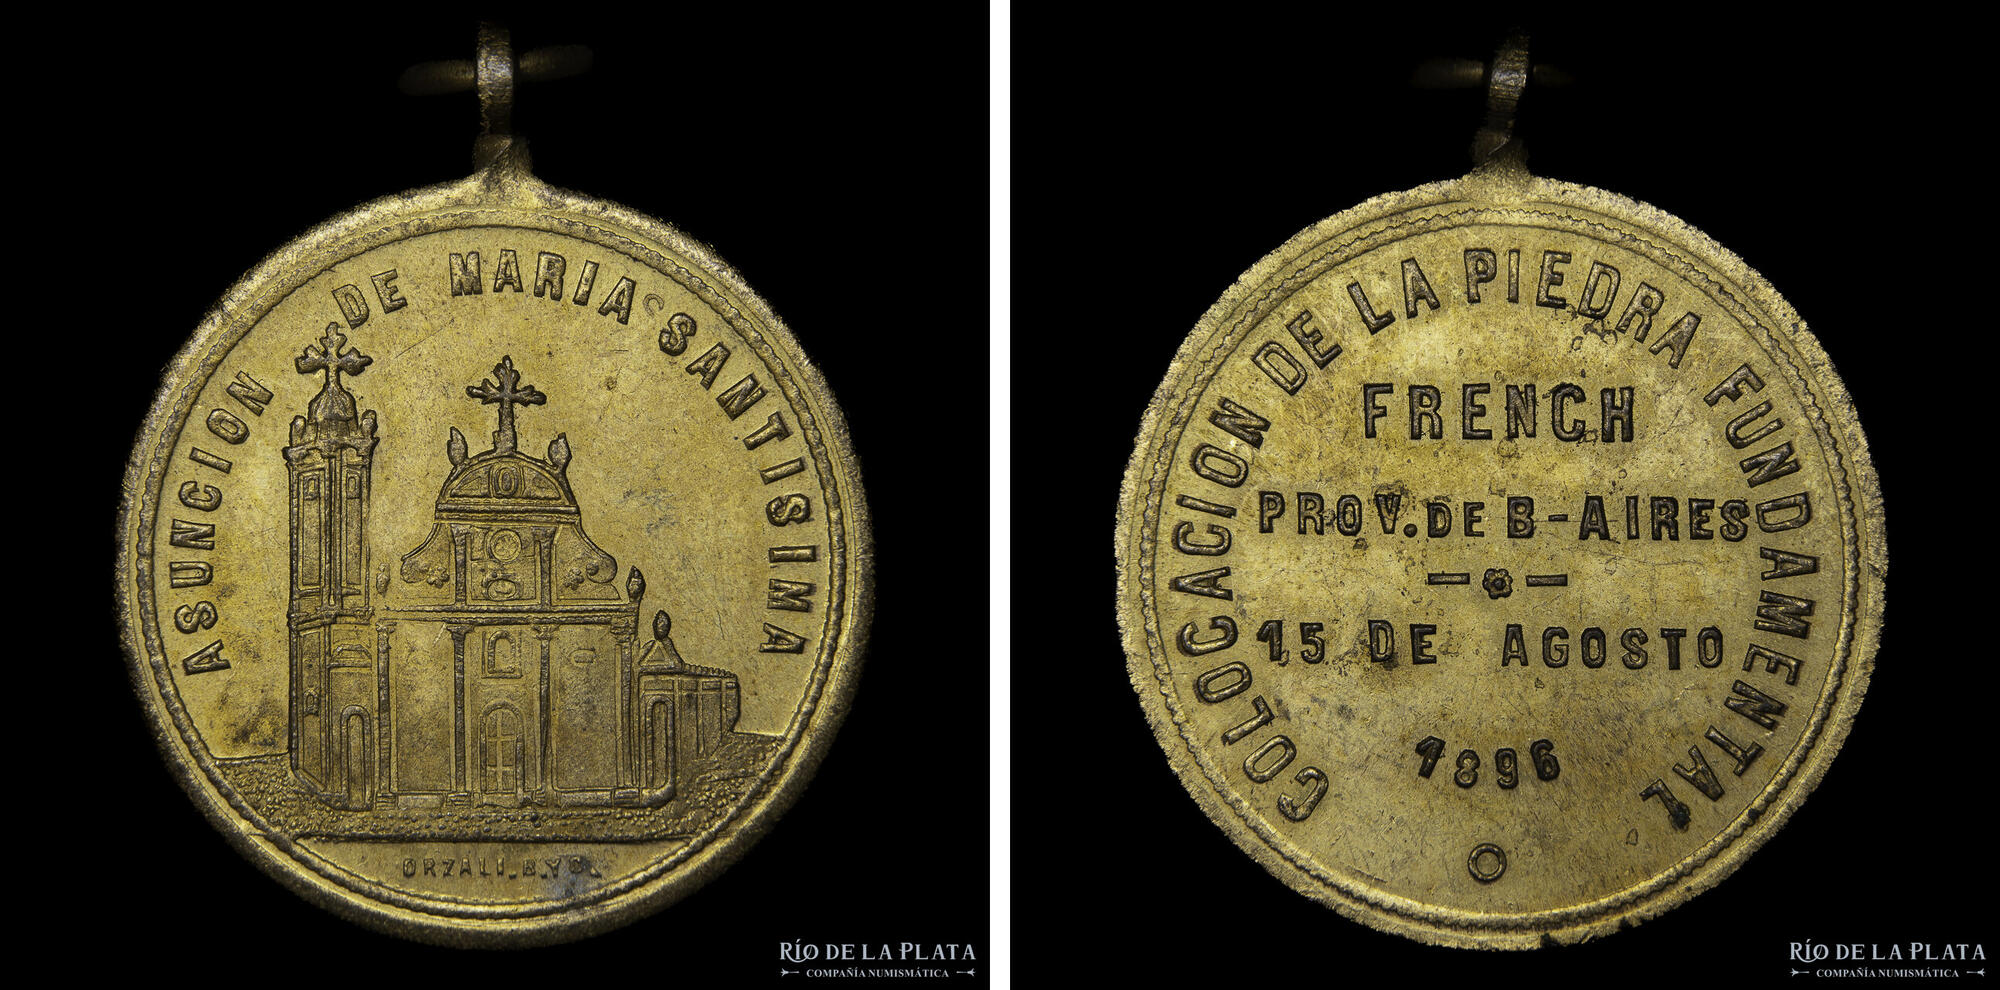 ASUNCION DE MARIA SANTISIMA
ORZALI. B. Y C.
RÍO DE LA PLATA
COMPAÑÍA NUMISMÁTICA
COLOCACION DE LA PIEDRA FUNDAMENTAL
FRENCH
PROV. DE B-AIRES
15 DE AGOSTO
1896
RÍO DE LA PLATA
COMPAÑÍA NUMISMÁTICA